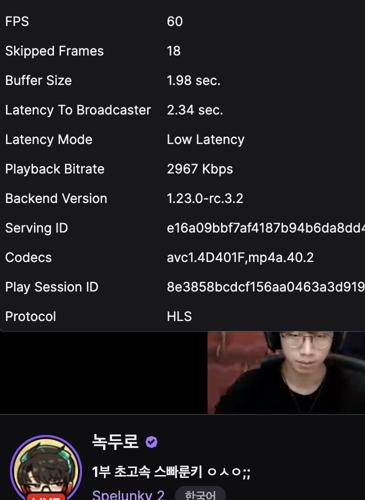 FPS 60
Skipped Frames 18
Buffer Size 1.98 sec.
Latency To Broadcaster 2.34 sec.
Latency Mode Low Latency
Playback Bitrate 2967 Kbps
Backend Version 1.23.0-rc.3.2
Serving ID e16a09bbf7af4187b94b6da8dd4
Codecs avc1.4D401F,mp4a.40.2
Play Session ID 8e3858bcdcf156aa0463a3d919
Protocol HLS
녹두로
1부 초고속 스빠룬키 ㅇㅅㅇ;;
Spelunky 2 한국어